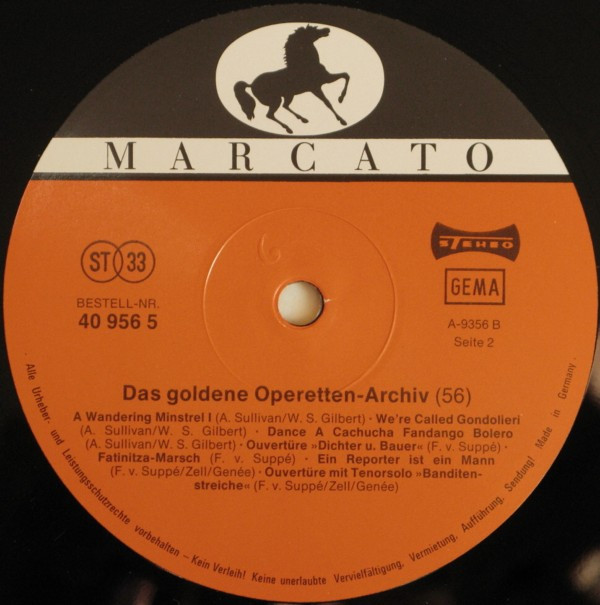 MARCATO
ST 33
STEREO
GEMA
BESTELL-NR.
40 956 5
A-9356 B
Seite 2
Das goldene Operetten-Archiv (56)
A Wandering Minstrel I (A. Sullivan/W. S. Gilbert) · We're Called Gondolieri
(A. Sullivan/W. S. Gilbert) · Dance A Cachucha Fandango Bolero
(A. Sullivan/W. S. Gilbert) · Ouvertüre »Dichter u. Bauer« (F. v. Suppé) ·
Fatinitza-Marsch (F. v. Suppé) · Ein Reporter ist ein Mann
(F. v. Suppé/Zell/Genée) · Ouvertüre mit Tenorsolo »Banditen-
streiche« (F. v. Suppé/Zell/Genée)
Alle Urheber- und Leistungsschutzrechte vorbehalten – Kein Verleih! Keine unerlaubte Vervielfältigung, Vermietung, Aufführung, Sendung! Made in Germany ·